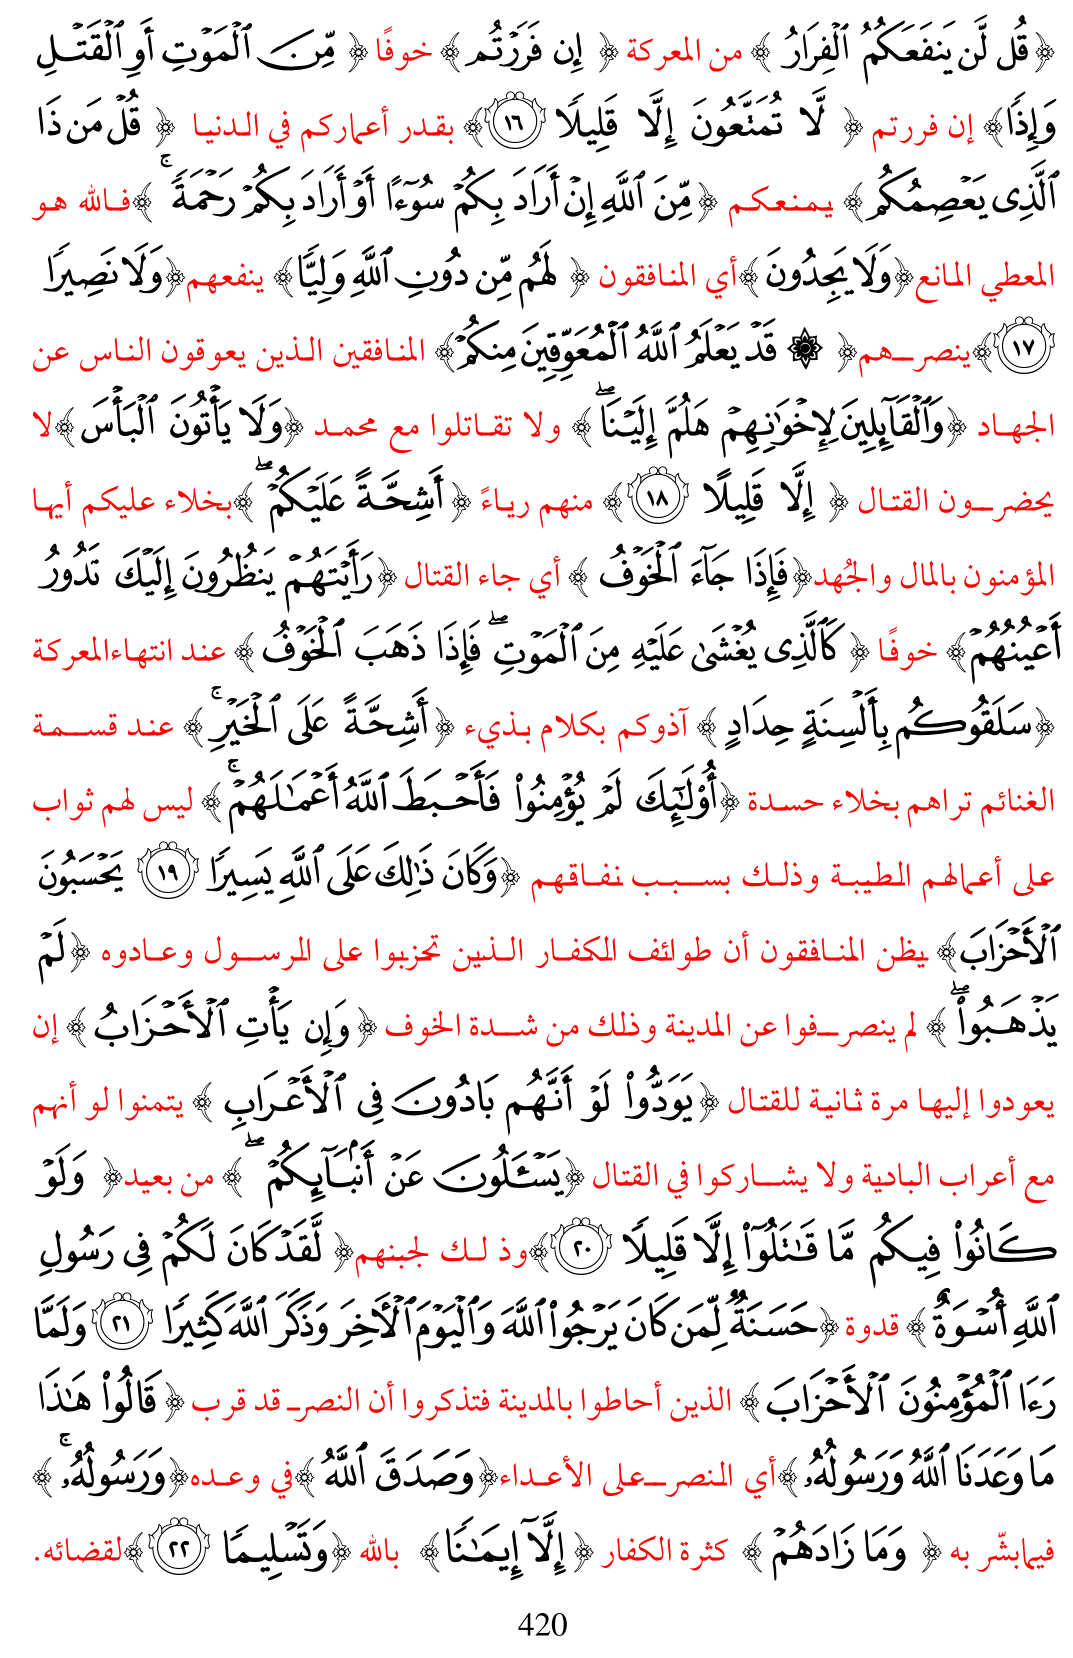 ﴿ قُل لَّن يَنفَعَكُمُ ٱلۡفِرَارُ ﴾ من المعركة ﴿ إِن فَرَرۡتُم ﴾ خوفًا ﴿ مِّنَ ٱلۡمَوۡتِ أَوِ ٱلۡقَتۡلِ
وَإِذٗا﴾ إن فررتم ﴿ لَّا تُمَتَّعُونَ إِلَّا قَلِيلٗا ١٦﴾ بقدر أعماركم في الدنيا ﴿ قُلۡ مَن ذَا
ٱلَّذِي يَعۡصِمُكُم ﴾ يمنعكم ﴿مِّنَ ٱللَّهِ إِنۡ أَرَادَ بِكُمۡ سُوٓءًا أَوۡ أَرَادَ بِكُمۡ رَحۡمَةٗۚ ﴾فالله هو
المعطي المانع﴿وَلَا يَجِدُونَ ﴾أي المنافقون ﴿ لَهُم مِّن دُونِ ٱللَّهِ وَلِيّٗا﴾ ينفعهم﴿وَلَا نَصِيرٗا
١٧﴾ينصرهم﴿ ۞ قَدۡ يَعۡلَمُ ٱللَّهُ ٱلۡمُعَوِّقِينَ مِنكُمۡ﴾ المنافقين الذين يعوقون الناس عن
الجهاد ﴿وَٱلۡقَآئِلِينَ لِإِخۡوَٰنِهِمۡ هَلُمَّ إِلَيۡنَاۖ ﴾ ولا تقاتلوا مع محمد ﴿وَلَا يَأۡتُونَ ٱلۡبَأۡسَ﴾لا
يحضرون القتال ﴿ إِلَّا قَلِيلًا ١٨﴾ منهم رياءً ﴿ أَشِحَّةً عَلَيۡكُمۡۖ ﴾بخلاء عليكم أيها
المؤمنون بالمال والجُهد﴿فَإِذَا جَآءَ ٱلۡخَوۡفُ ﴾ أي جاء القتال ﴿رَأَيۡتَهُمۡ يَنظُرُونَ إِلَيۡكَ تَدُورُ
أَعۡيُنُهُمۡ﴾ خوفًا ﴿ كَٱلَّذِي يُغۡشَىٰ عَلَيۡهِ مِنَ ٱلۡمَوۡتِۖ فَإِذَا ذَهَبَ ٱلۡخَوۡفُ ﴾ عند انتهاءالمعركة
﴿سَلَقُوكُم بِأَلۡسِنَةٍ حِدَادٍ ﴾ آذوكم بكلام بذيء ﴿أَشِحَّةً عَلَى ٱلۡخَيۡرِۚ ﴾ عند قسمة
الغنائم تراهم بخلاء حسدة ﴿أُوْلَٰٓئِكَ لَمۡ يُؤۡمِنُواْ فَأَحۡبَطَ ٱللَّهُ أَعۡمَٰلَهُمۡۚ ﴾ ليس لهم ثواب
على أعمالهم الطيبة وذلك بسبب نفاقهم ﴿وَكَانَ ذَٰلِكَ عَلَى ٱللَّهِ يَسِيرٗا ١٩ يَحۡسَبُونَ
ٱلۡأَحۡزَابَ﴾ يظن المنافقون أن طوائف الكفار الذين تحزبوا على الرسول وعادوه ﴿لَمۡ
يَذۡهَبُواْۖ ﴾ لم ينصرفوا عن المدينة وذلك من شدة الخوف ﴿ وَإِن يَأۡتِ ٱلۡأَحۡزَابُ ﴾ إن
يعودوا إليها مرة ثانية للقتال ﴿يَوَدُّواْ لَوۡ أَنَّهُم بَادُونَ فِي ٱلۡأَعۡرَابِ ﴾ يتمنوا لو أنهم
مع أعراب البادية ولا يشاركوا في القتال ﴿يَسۡـَٔلُونَ عَنۡ أَنۢبَآئِكُمۡۖ ﴾ من بعيد﴿ وَلَوۡ
كَانُواْ فِيكُم مَّا قَٰتَلُوٓاْ إِلَّا قَلِيلٗا ٢٠﴾وذ لك لجبنهم﴿ لَّقَدۡ كَانَ لَكُمۡ فِي رَسُولِ
ٱللَّهِ أُسۡوَةٌ ﴾ قدوة ﴿حَسَنَةٞ لِّمَن كَانَ يَرۡجُواْ ٱللَّهَ وَٱلۡيَوۡمَ ٱلۡأٓخِرَ وَذَكَرَ ٱللَّهَ كَثِيرٗا ٢١ وَلَمَّا
رَءَا ٱلۡمُؤۡمِنُونَ ٱلۡأَحۡزَابَ ﴾ الذين أحاطوا بالمدينة فتذكروا أن النصر قد قرب ﴿ قَالُواْ هَٰذَا
مَا وَعَدَنَا ٱللَّهُ وَرَسُولُهُۥ ﴾أي النصر على الأعداء﴿وَصَدَقَ ٱللَّهُ ﴾في وعده﴿وَرَسُولُهُۥۚ ﴾
فيمابشّر به ﴿ وَمَا زَادَهُمۡ ﴾ كثرة الكفار ﴿ إِلَّآ إِيمَٰنٗا ﴾ بالله ﴿وَتَسۡلِيمٗا ٢٢﴾لقضائه.
420